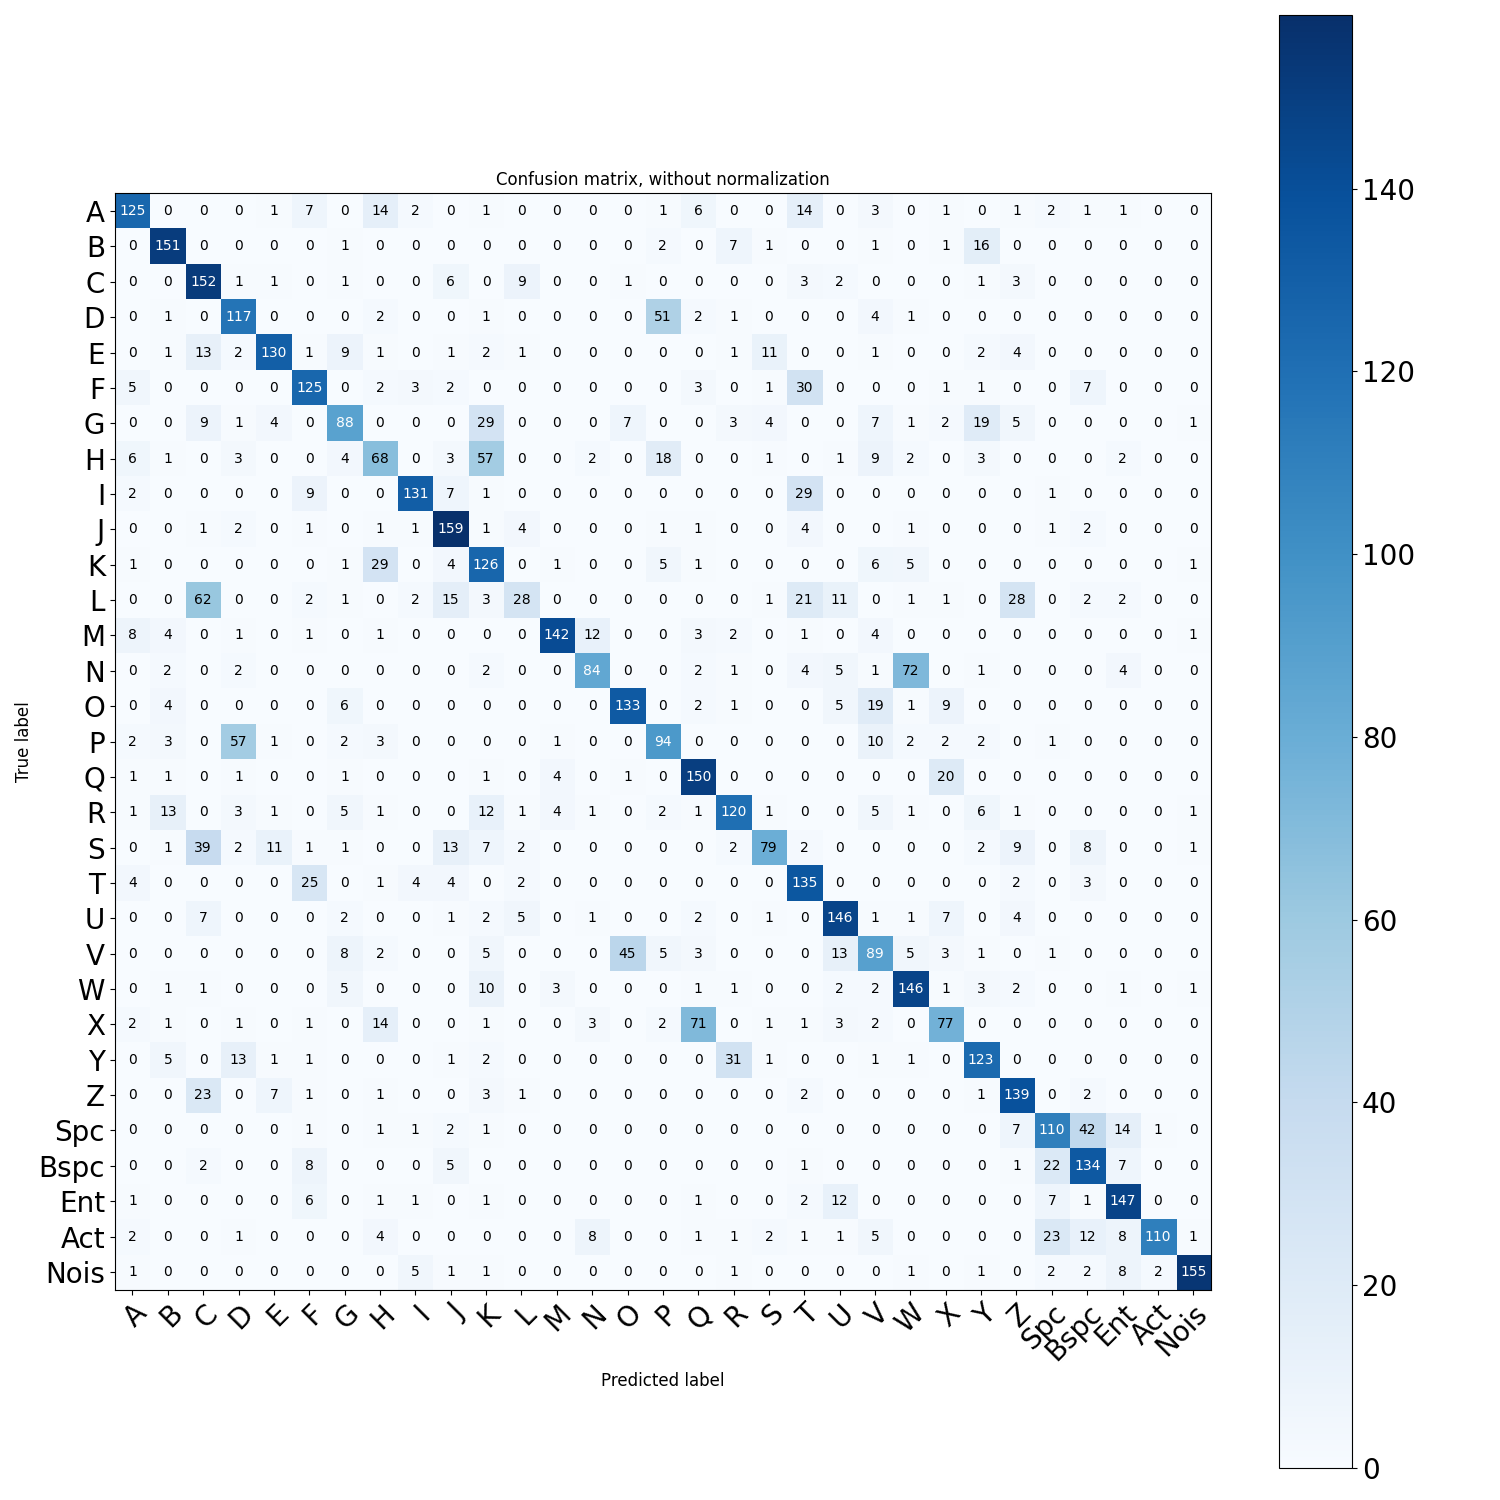 Confusion matrix, without normalization
A 125 0 0 0 1 7 0 14 2 0 1 0 0 0 0 1 6 0 0 14 0 3 0 1 0 1 2 1 1 0 0
B 0 151 0 0 0 0 1 0 0 0 0 0 0 0 0 2 0 7 1 0 0 1 0 1 16 0 0 0 0 0 0
C 0 0 152 1 1 0 1 0 0 6 0 9 0 0 1 0 0 0 0 3 2 0 0 0 1 3 0 0 0 0 0
D 0 1 0 117 0 0 0 2 0 0 1 0 0 0 0 51 2 1 0 0 0 4 1 0 0 0 0 0 0 0 0
E 0 1 13 2 130 1 9 1 0 1 2 1 0 0 0 0 0 1 11 0 0 1 0 0 2 4 0 0 0 0 0
F 5 0 0 0 0 125 0 2 3 2 0 0 0 0 0 0 3 0 1 30 0 0 0 1 1 0 0 7 0 0 0
G 0 0 9 1 4 0 88 0 0 0 29 0 0 0 7 0 0 3 4 0 0 7 1 2 19 5 0 0 0 0 1
H 6 1 0 3 0 0 4 68 0 3 57 0 0 2 0 18 0 0 1 0 1 9 2 0 3 0 0 0 2 0 0
I 2 0 0 0 0 9 0 0 131 7 1 0 0 0 0 0 0 0 0 29 0 0 0 0 0 0 1 0 0 0 0
J 0 0 1 2 0 1 0 1 1 159 1 4 0 0 0 1 1 0 0 4 0 0 1 0 0 0 1 2 0 0 0
K 1 0 0 0 0 0 1 29 0 4 126 0 1 0 0 5 1 0 0 0 0 6 5 0 0 0 0 0 0 0 1
L 0 0 62 0 0 2 1 0 2 15 3 28 0 0 0 0 0 0 1 21 11 0 1 1 0 28 0 2 2 0 0
M 8 4 0 1 0 1 0 1 0 0 0 0 142 12 0 0 3 2 0 1 0 4 0 0 0 0 0 0 0 0 1
N 0 2 0 2 0 0 0 0 0 0 2 0 0 84 0 0 2 1 0 4 5 1 72 0 1 0 0 0 4 0 0
O 0 4 0 0 0 0 6 0 0 0 0 0 0 0 133 0 2 1 0 0 5 19 1 9 0 0 0 0 0 0 0
P 2 3 0 57 1 0 2 3 0 0 0 0 1 0 0 94 0 0 0 0 0 10 2 2 2 0 1 0 0 0 0
Q 1 1 0 1 0 0 1 0 0 0 1 0 4 0 1 0 150 0 0 0 0 0 0 20 0 0 0 0 0 0 0
R 1 13 0 3 1 0 5 1 0 0 12 1 4 1 0 2 1 120 1 0 0 5 1 0 6 1 0 0 0 0 1
S 0 1 39 2 11 1 1 0 0 13 7 2 0 0 0 0 0 2 79 2 0 0 0 0 2 9 0 8 0 0 1
T 4 0 0 0 0 25 0 1 4 4 0 2 0 0 0 0 0 0 0 135 0 0 0 0 0 2 0 3 0 0 0
U 0 0 7 0 0 0 2 0 0 1 2 5 0 1 0 0 2 0 1 0 146 1 1 7 0 4 0 0 0 0 0
V 0 0 0 0 0 0 8 2 0 0 5 0 0 0 45 5 3 0 0 0 13 89 5 3 1 0 1 0 0 0 0
W 0 1 1 0 0 0 5 0 0 0 10 0 3 0 0 0 1 1 0 0 2 2 146 1 3 2 0 0 1 0 1
X 2 1 0 1 0 1 0 14 0 0 1 0 0 3 0 2 71 0 1 1 3 2 0 77 0 0 0 0 0 0 0
Y 0 5 0 13 1 1 0 0 0 1 2 0 0 0 0 0 0 31 1 0 0 1 1 0 123 0 0 0 0 0 0
Z 0 0 23 0 7 1 0 1 0 0 3 1 0 0 0 0 0 0 0 2 0 0 0 0 1 139 0 2 0 0 0
Spc 0 0 0 0 0 1 0 1 1 2 1 0 0 0 0 0 0 0 0 0 0 0 0 0 0 7 110 42 14 1 0
Bspc 0 0 2 0 0 8 0 0 0 5 0 0 0 0 0 0 0 0 0 1 0 0 0 0 0 1 22 134 7 0 0
Ent 1 0 0 0 0 6 0 1 1 0 1 0 0 0 0 0 1 0 0 2 12 0 0 0 0 0 7 1 147 0 0
Act 2 0 0 1 0 0 0 4 0 0 0 0 0 8 0 0 1 1 2 1 1 5 0 0 0 0 23 12 8 110 1
Nois 1 0 0 0 0 0 0 0 5 1 1 0 0 0 0 0 0 1 0 0 0 0 1 0 1 0 2 2 8 2 155
A B C D E F G H I J K L M N O P Q R S T U V W X Y Z Spc Bspc Ent Act Nois
Predicted label
True label
140
120
100
80
60
40
20
0